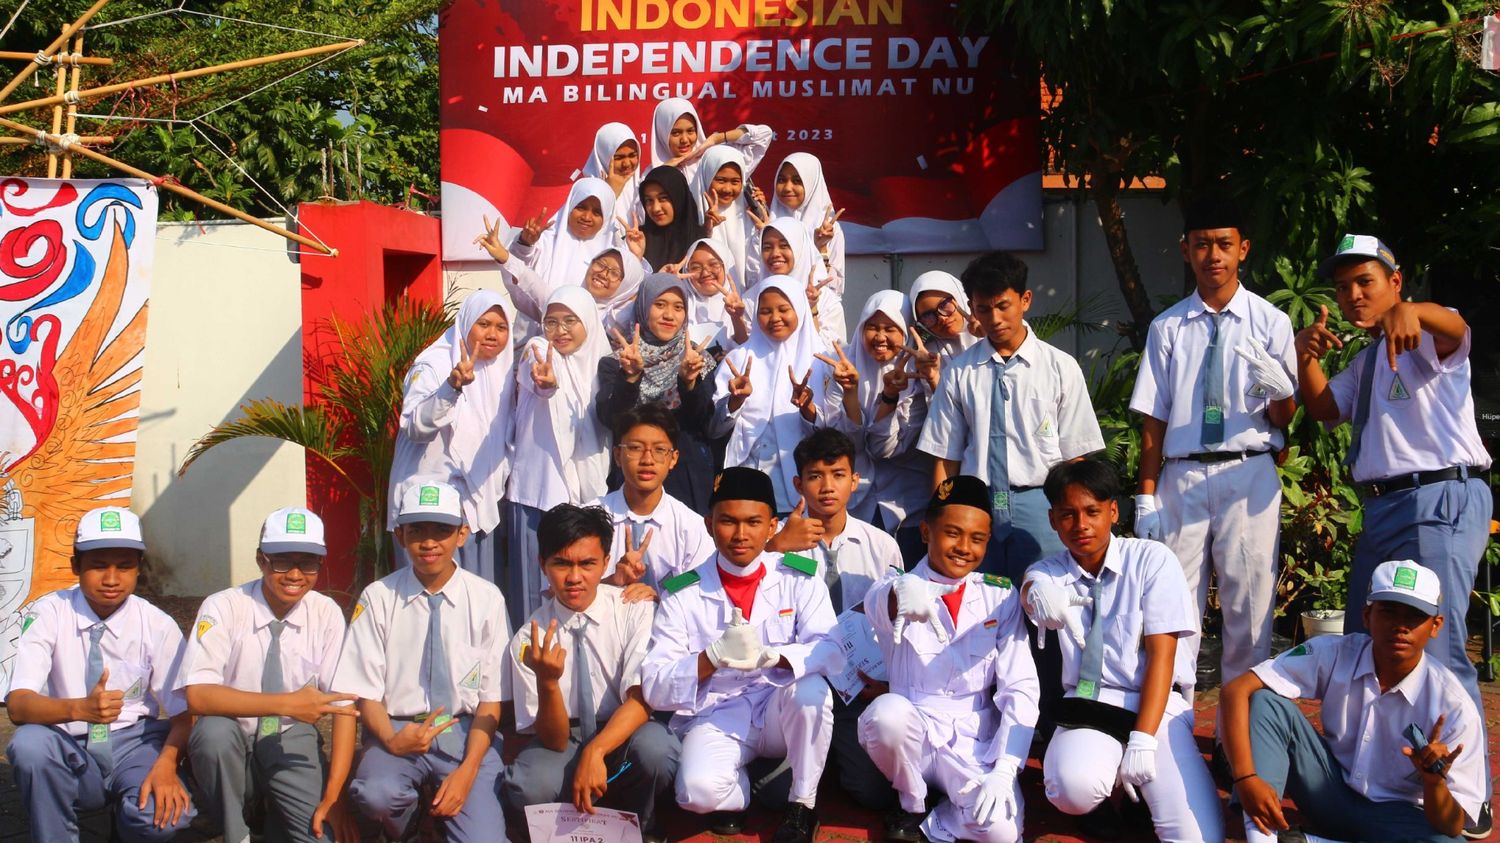 INDONESIAN
INDEPENDENCE DAY
MA BILINGUAL MUSLIMAT NU
2023
SERTIFIKAT
11 IPA 2